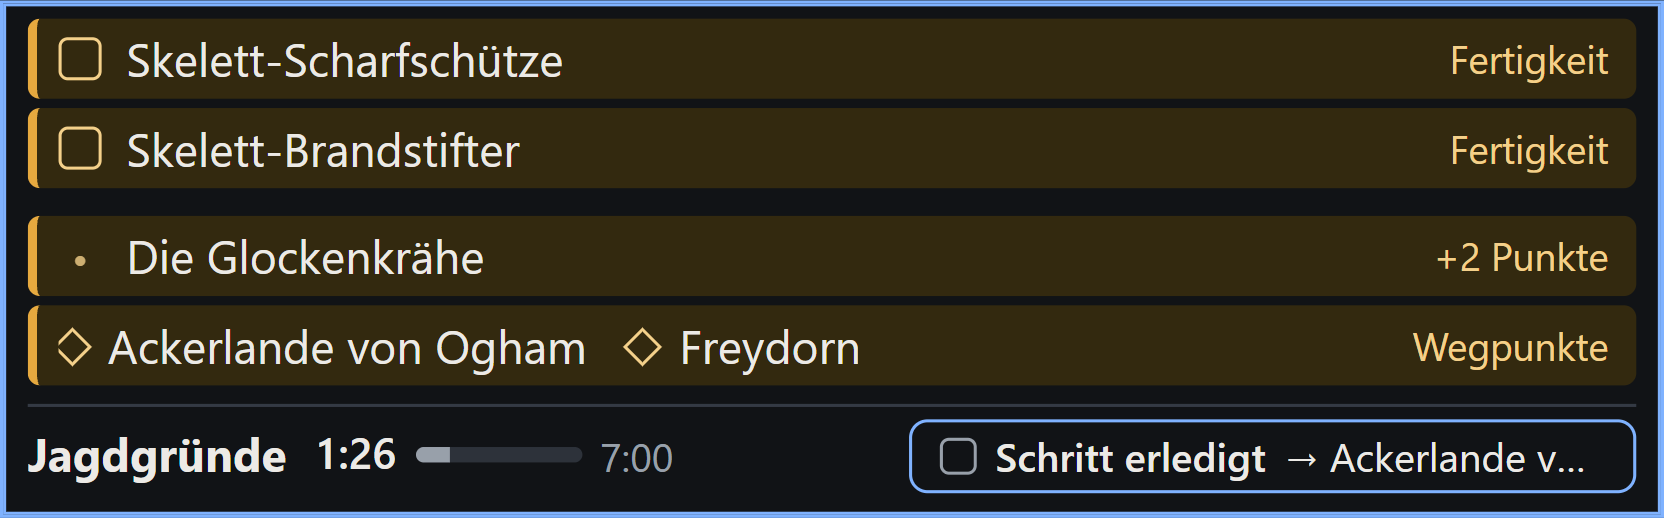 Skelett-Scharfschütze Fertigkeit
Skelett-Brandstifter Fertigkeit
Die Glockenkrähe +2 Punkte
Ackerlande von Ogham Freydorn Wegpunkte
Jagdgründe 1:26 7:00 Schritt erledigt → Ackerlande v...